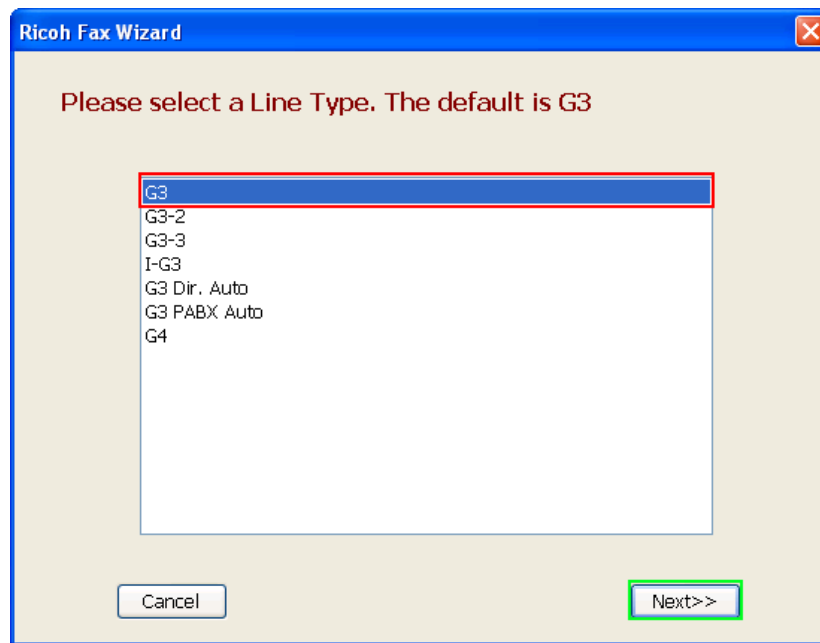 Ricoh Fax Wizard
Please select a Line Type. The default is G3
G3
G3-2
G3-3
I-G3
G3 Dir. Auto
G3 PABX Auto
G4
Cancel
Next>>